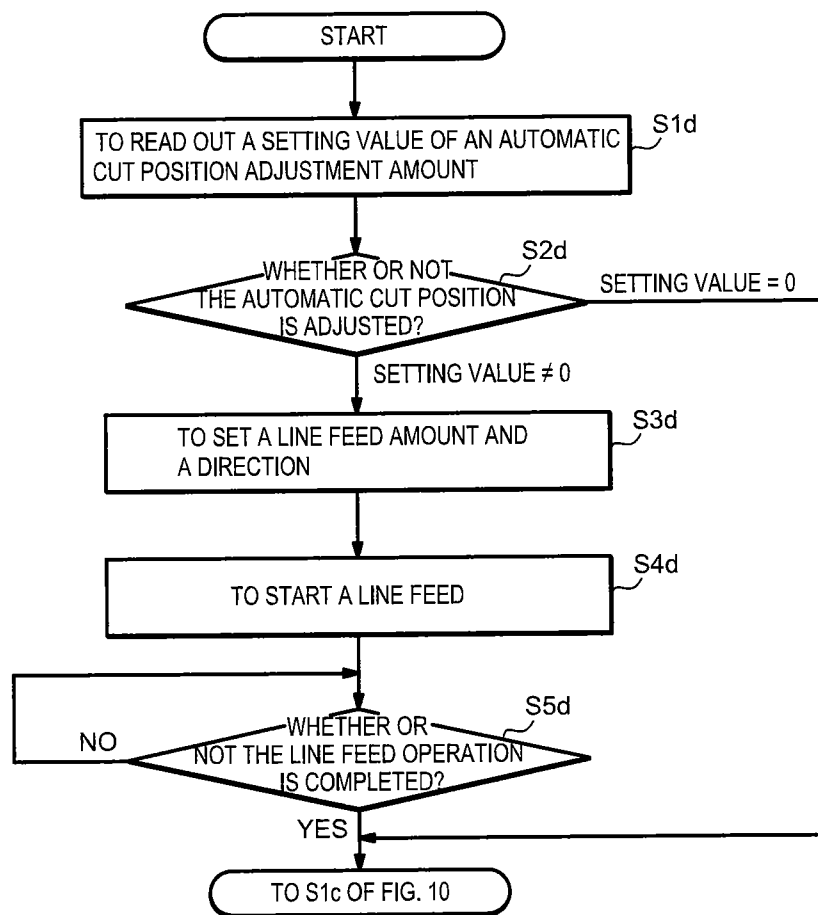 START
TO READ OUT A SETTING VALUE OF AN AUTOMATIC
CUT POSITION ADJUSTMENT AMOUNT
S1d
WHETHER OR NOT
THE AUTOMATIC CUT POSITION
IS ADJUSTED?
S2d
SETTING VALUE = 0
SETTING VALUE ≠ 0
TO SET A LINE FEED AMOUNT AND
A DIRECTION
S3d
TO START A LINE FEED
S4d
WHETHER OR
NOT THE LINE FEED OPERATION
IS COMPLETED?
S5d
NO
YES
TO S1c OF FIG. 10